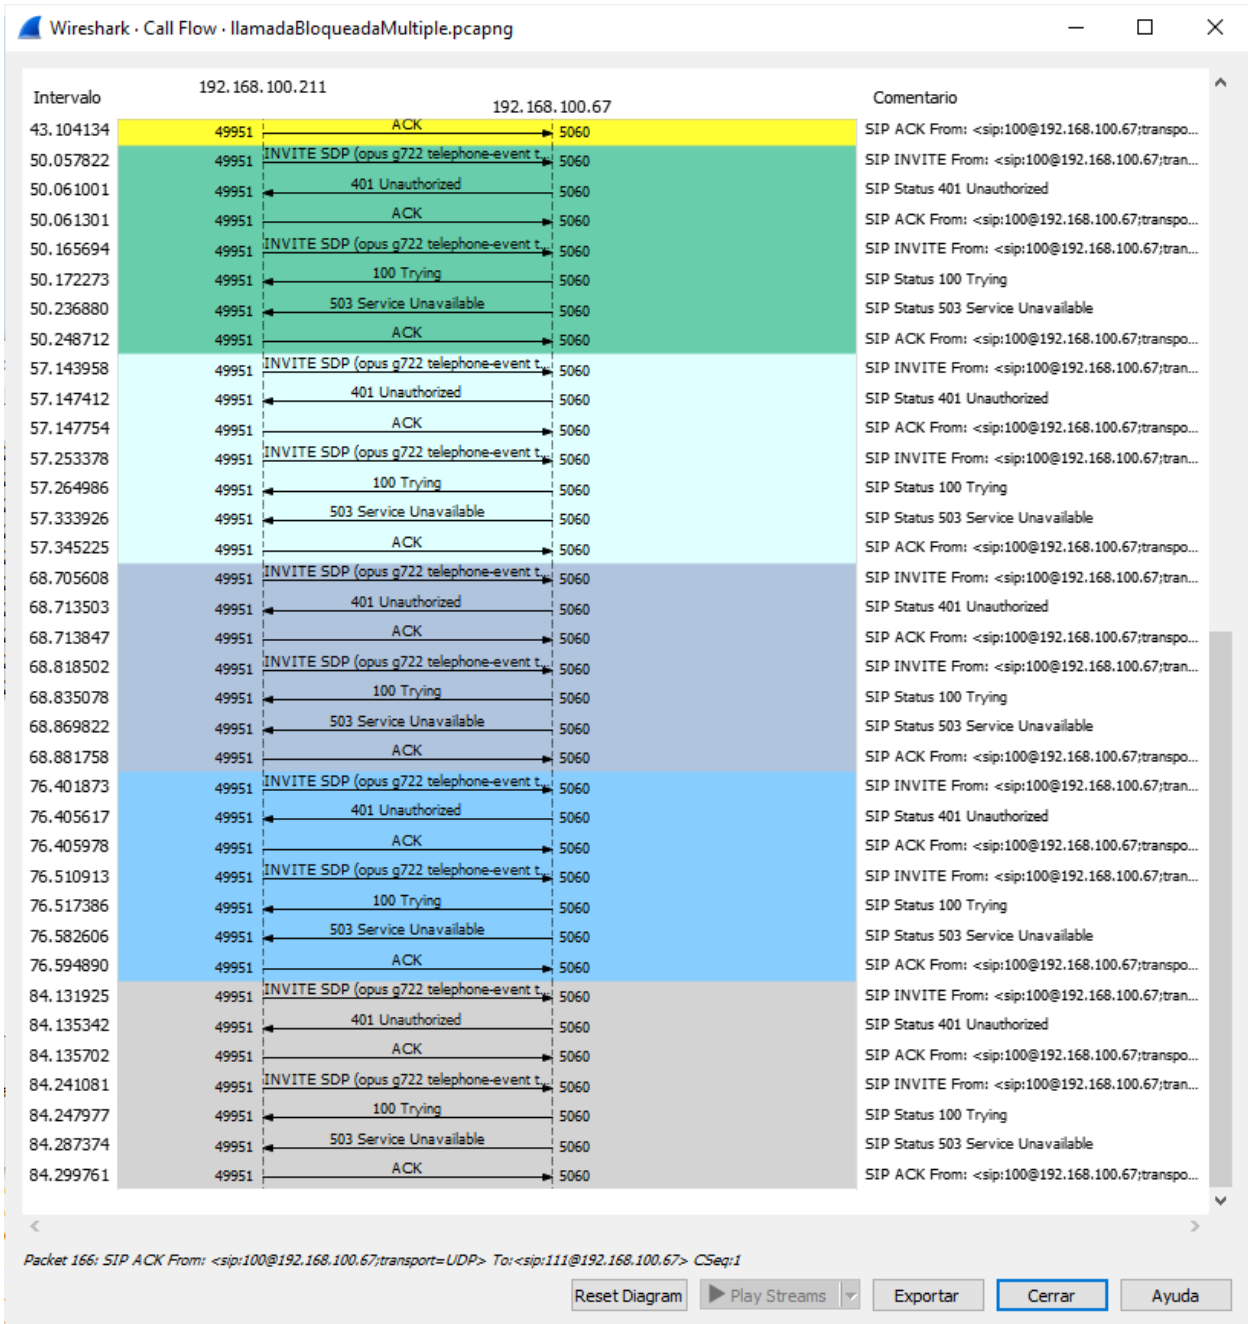 Wireshark · Call Flow · llamadaBloqueadaMultiple.pcapng
Intervalo 192.168.100.211 192.168.100.67 Comentario
43.104134 49951 ACK 5060 SIP ACK From: <sip:100@192.168.100.67;transpo...
50.057822 49951 INVITE SDP (opus g722 telephone-event t... 5060 SIP INVITE From: <sip:100@192.168.100.67;tran...
50.061001 49951 401 Unauthorized 5060 SIP Status 401 Unauthorized
50.061301 49951 ACK 5060 SIP ACK From: <sip:100@192.168.100.67;transpo...
50.165694 49951 INVITE SDP (opus g722 telephone-event t... 5060 SIP INVITE From: <sip:100@192.168.100.67;tran...
50.172273 49951 100 Trying 5060 SIP Status 100 Trying
50.236880 49951 503 Service Unavailable 5060 SIP Status 503 Service Unavailable
50.248712 49951 ACK 5060 SIP ACK From: <sip:100@192.168.100.67;transpo...
57.143958 49951 INVITE SDP (opus g722 telephone-event t... 5060 SIP INVITE From: <sip:100@192.168.100.67;tran...
57.147412 49951 401 Unauthorized 5060 SIP Status 401 Unauthorized
57.147754 49951 ACK 5060 SIP ACK From: <sip:100@192.168.100.67;transpo...
57.253378 49951 INVITE SDP (opus g722 telephone-event t... 5060 SIP INVITE From: <sip:100@192.168.100.67;tran...
57.264986 49951 100 Trying 5060 SIP Status 100 Trying
57.333926 49951 503 Service Unavailable 5060 SIP Status 503 Service Unavailable
57.345225 49951 ACK 5060 SIP ACK From: <sip:100@192.168.100.67;transpo...
68.705608 49951 INVITE SDP (opus g722 telephone-event t... 5060 SIP INVITE From: <sip:100@192.168.100.67;tran...
68.713503 49951 401 Unauthorized 5060 SIP Status 401 Unauthorized
68.713847 49951 ACK 5060 SIP ACK From: <sip:100@192.168.100.67;transpo...
68.818502 49951 INVITE SDP (opus g722 telephone-event t... 5060 SIP INVITE From: <sip:100@192.168.100.67;tran...
68.835078 49951 100 Trying 5060 SIP Status 100 Trying
68.869822 49951 503 Service Unavailable 5060 SIP Status 503 Service Unavailable
68.881758 49951 ACK 5060 SIP ACK From: <sip:100@192.168.100.67;transpo...
76.401873 49951 INVITE SDP (opus g722 telephone-event t... 5060 SIP INVITE From: <sip:100@192.168.100.67;tran...
76.405617 49951 401 Unauthorized 5060 SIP Status 401 Unauthorized
76.405978 49951 ACK 5060 SIP ACK From: <sip:100@192.168.100.67;transpo...
76.510913 49951 INVITE SDP (opus g722 telephone-event t... 5060 SIP INVITE From: <sip:100@192.168.100.67;tran...
76.517386 49951 100 Trying 5060 SIP Status 100 Trying
76.582606 49951 503 Service Unavailable 5060 SIP Status 503 Service Unavailable
76.594890 49951 ACK 5060 SIP ACK From: <sip:100@192.168.100.67;transpo...
84.131925 49951 INVITE SDP (opus g722 telephone-event t... 5060 SIP INVITE From: <sip:100@192.168.100.67;tran...
84.135342 49951 401 Unauthorized 5060 SIP Status 401 Unauthorized
84.135702 49951 ACK 5060 SIP ACK From: <sip:100@192.168.100.67;transpo...
84.241081 49951 INVITE SDP (opus g722 telephone-event t... 5060 SIP INVITE From: <sip:100@192.168.100.67;tran...
84.247977 49951 100 Trying 5060 SIP Status 100 Trying
84.287374 49951 503 Service Unavailable 5060 SIP Status 503 Service Unavailable
84.299761 49951 ACK 5060 SIP ACK From: <sip:100@192.168.100.67;transpo...
Packet 166: SIP ACK From: <sip:100@192.168.100.67;transport=UDP> To:<sip:111@192.168.100.67> CSeq:1
Reset Diagram Play Streams Exportar Cerrar Ayuda